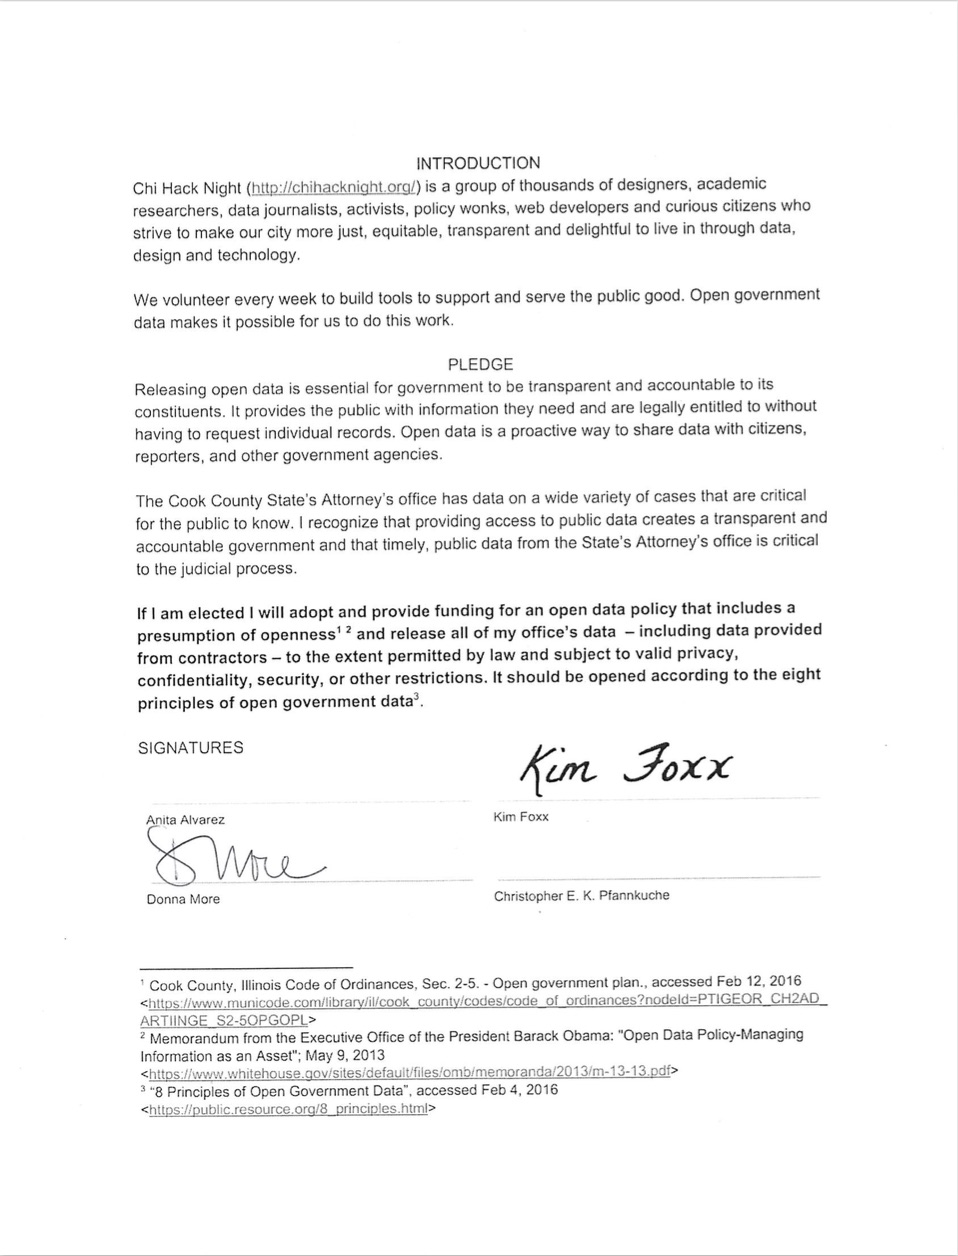 INTRODUCTION
Chi Hack Night (http://chihacknight.org/) is a group of thousands of designers, academic
researchers, data journalists, activists, policy wonks, web developers and curious citizens who
strive to make our city more just, equitable, transparent and delightful to live in through data,
design and technology.
We volunteer every week to build tools to support and serve the public good. Open government
data makes it possible for us to do this work.
PLEDGE
Releasing open data is essential for government to be transparent and accountable to its
constituents. It provides the public with information they need and are legally entitled to without
having to request individual records. Open data is a proactive way to share data with citizens,
reporters, and other government agencies.
The Cook County State's Attorney's office has data on a wide variety of cases that are critical
for the public to know. I recognize that providing access to public data creates a transparent and
accountable government and that timely, public data from the State's Attorney's office is critical
to the judicial process.
If I am elected I will adopt and provide funding for an open data policy that includes a
presumption of openness¹ ² and release all of my office's data – including data provided
from contractors – to the extent permitted by law and subject to valid privacy,
confidentiality, security, or other restrictions. It should be opened according to the eight
principles of open government data³.
SIGNATURES
Kim Foxx
Anita Alvarez
Kim Foxx
D More
Donna More
Christopher E. K. Pfannkuche
¹ Cook County, Illinois Code of Ordinances, Sec. 2-5. - Open government plan., accessed Feb 12, 2016
<https://www.municode.com/library/il/cook_county/codes/code_of_ordinances?nodeId=PTIGEOR_CH2AD_
ARTIINGE_S2-5OPGOPL>
² Memorandum from the Executive Office of the President Barack Obama: "Open Data Policy-Managing
Information as an Asset"; May 9, 2013
<https://www.whitehouse.gov/sites/default/files/omb/memoranda/2013/m-13-13.pdf>
³ "8 Principles of Open Government Data", accessed Feb 4, 2016
<https://public.resource.org/8_principles.html>